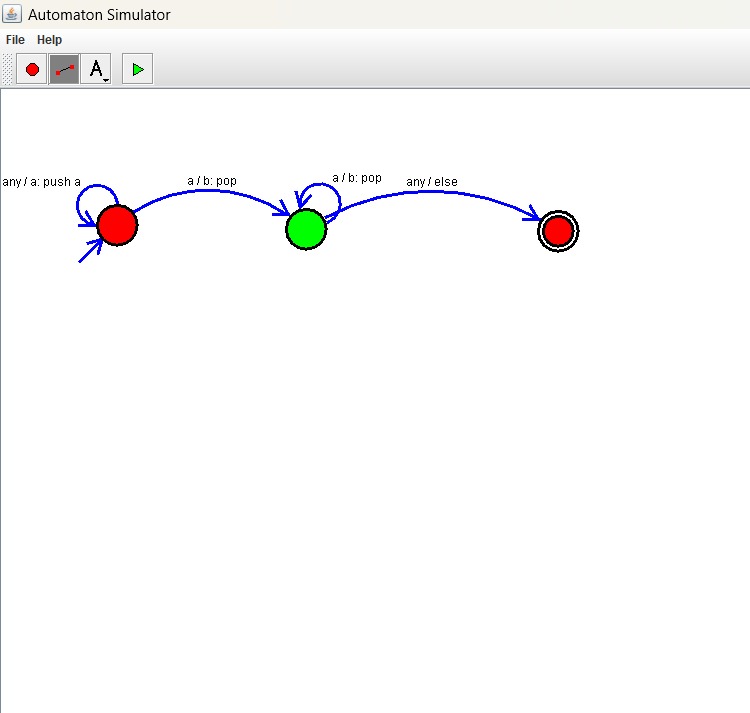 Automaton Simulator
File Help
A
any / a: push a
a / b: pop
a / b: pop
any / else